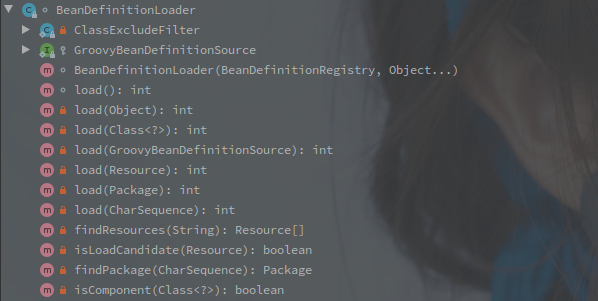 BeanDefinitionLoader
ClassExcludeFilter
GroovyBeanDefinitionSource
BeanDefinitionLoader(BeanDefinitionRegistry, Object...)
load(): int
load(Object): int
load(Class<?>): int
load(GroovyBeanDefinitionSource): int
load(Resource): int
load(Package): int
load(CharSequence): int
findResources(String): Resource[]
isLoadCandidate(Resource): boolean
findPackage(CharSequence): Package
isComponent(Class<?>): boolean